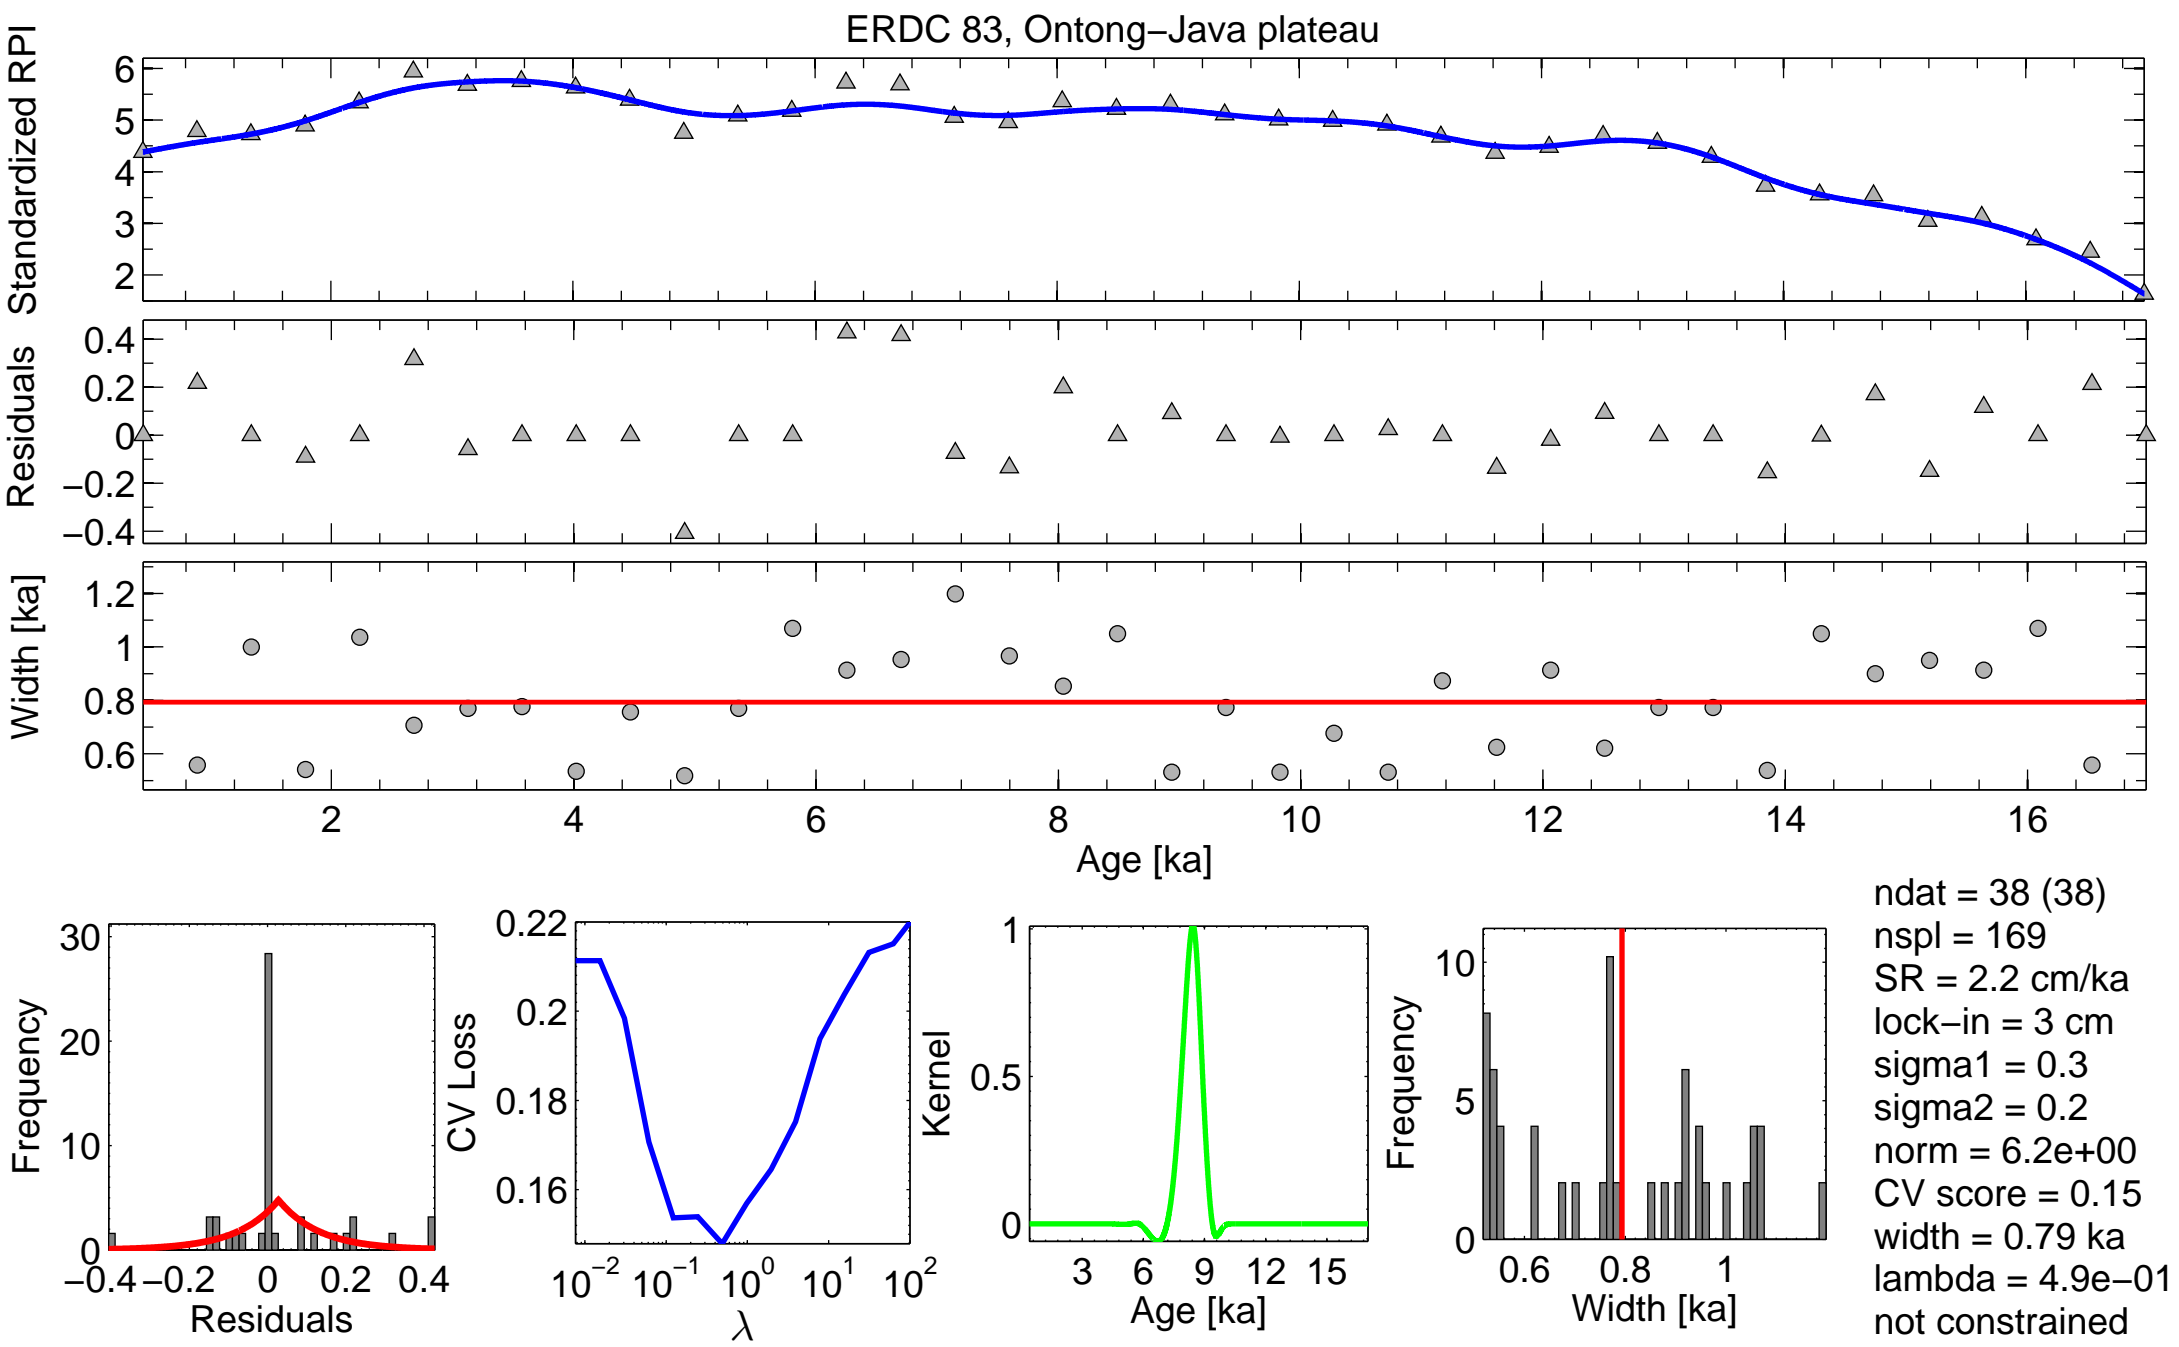 ERDC 83, Ontong−Java plateau
Standardized RPI
6
5
4
3
2
Residuals
0.4
0.2
0
−0.2
−0.4
Width [ka]
1.2
1
0.8
0.6
2 4 6 8 10 12 14 16
Age [ka]
Frequency
30
20
10
0
−0.4 −0.2 0 0.2 0.4
Residuals
CV Loss
0.22
0.2
0.18
0.16
10^−2 10^−1 10^0 10^1 10^2
λ
Kernel
1
0.5
0
3 6 9 12 15
Age [ka]
Frequency
10
5
0
0.6 0.8 1
Width [ka]
ndat = 38 (38)
nspl = 169
SR = 2.2 cm/ka
lock−in = 3 cm
sigma1 = 0.3
sigma2 = 0.2
norm = 6.2e+00
CV score = 0.15
width = 0.79 ka
lambda = 4.9e−01
not constrained